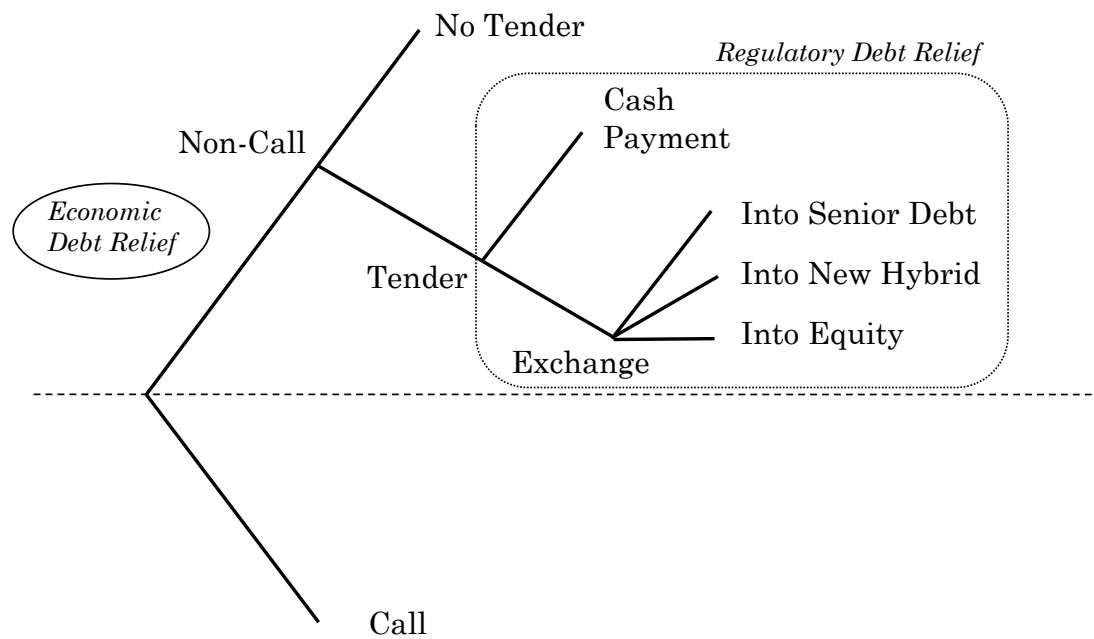 No Tender
Regulatory Debt Relief
Cash
Payment
Non-Call
Economic
Debt Relief
Into Senior Debt
Tender
Into New Hybrid
Into Equity
Exchange
Call